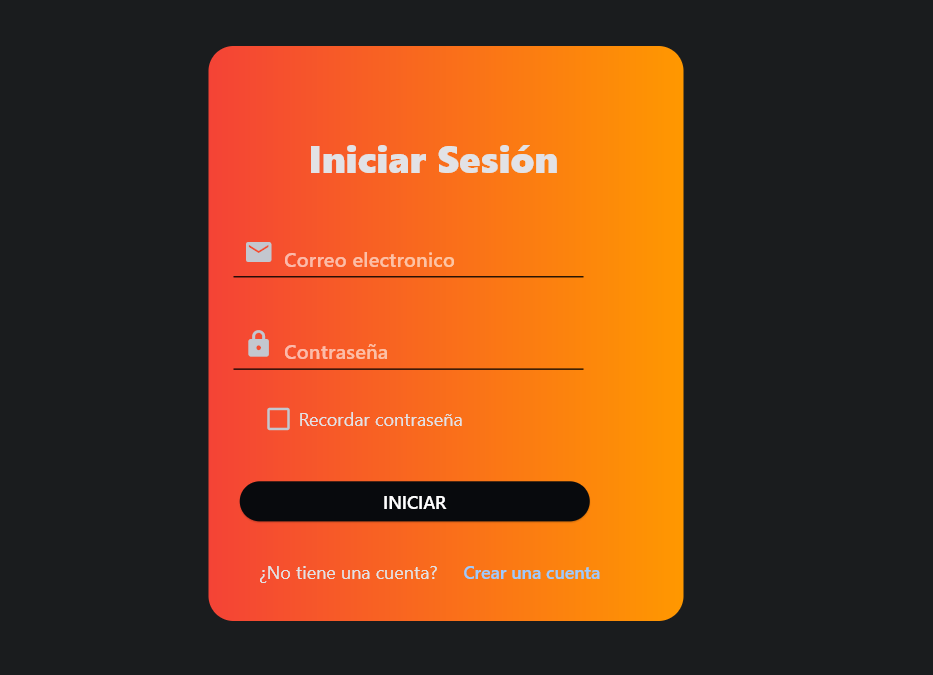 Iniciar Sesión
Correo electronico
Contraseña
Recordar contraseña
INICIAR
¿No tiene una cuenta? Crear una cuenta